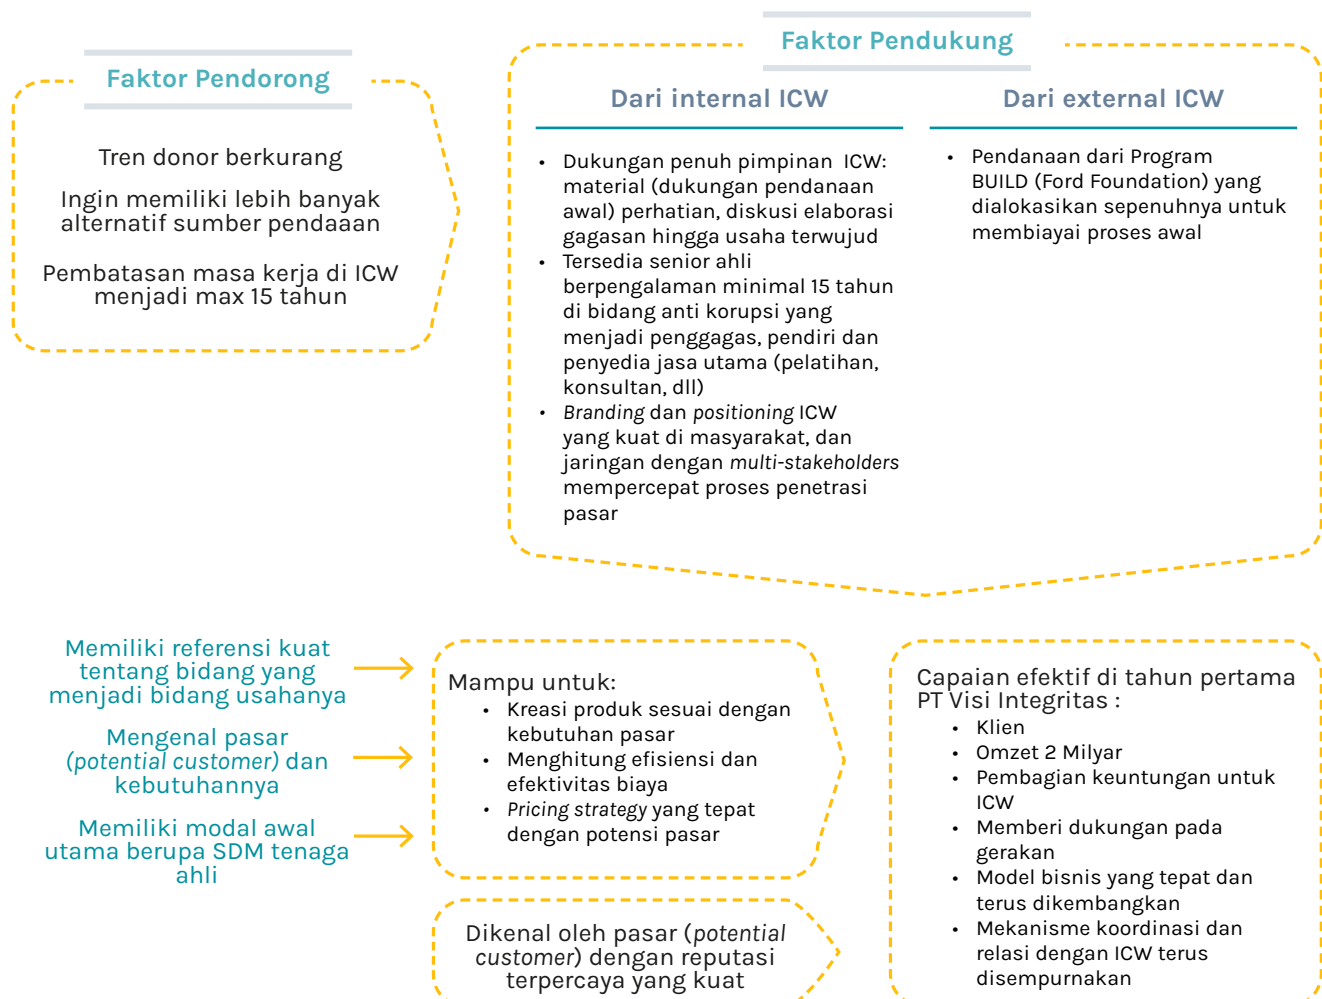 Faktor Pendorong
Tren donor berkurang
Ingin memiliki lebih banyak
alternatif sumber pendaaan
Pembatasan masa kerja di ICW
menjadi max 15 tahun
Faktor Pendukung
Dari internal ICW
• Dukungan penuh pimpinan ICW:
material (dukungan pendanaan
awal) perhatian, diskusi elaborasi
gagasan hingga usaha terwujud
• Tersedia senior ahli
berpengalaman minimal 15 tahun
di bidang anti korupsi yang
menjadi penggagas, pendiri dan
penyedia jasa utama (pelatihan,
konsultan, dll)
• Branding dan positioning ICW
yang kuat di masyarakat, dan
jaringan dengan multi-stakeholders
mempercepat proses penetrasi
pasar
Dari external ICW
• Pendanaan dari Program
BUILD (Ford Foundation) yang
dialokasikan sepenuhnya untuk
membiayai proses awal
Memiliki referensi kuat
tentang bidang yang
menjadi bidang usahanya
Mengenal pasar
(potential customer) dan
kebutuhannya
Memiliki modal awal
utama berupa SDM tenaga
ahli
Mampu untuk:
• Kreasi produk sesuai dengan
kebutuhan pasar
• Menghitung efisiensi dan
efektivitas biaya
• Pricing strategy yang tepat
dengan potensi pasar
Dikenal oleh pasar (potential
customer) dengan reputasi
terpercaya yang kuat
Capaian efektif di tahun pertama
PT Visi Integritas :
• Klien
• Omzet 2 Milyar
• Pembagian keuntungan untuk
ICW
• Memberi dukungan pada
gerakan
• Model bisnis yang tepat dan
terus dikembangkan
• Mekanisme koordinasi dan
relasi dengan ICW terus
disempurnakan